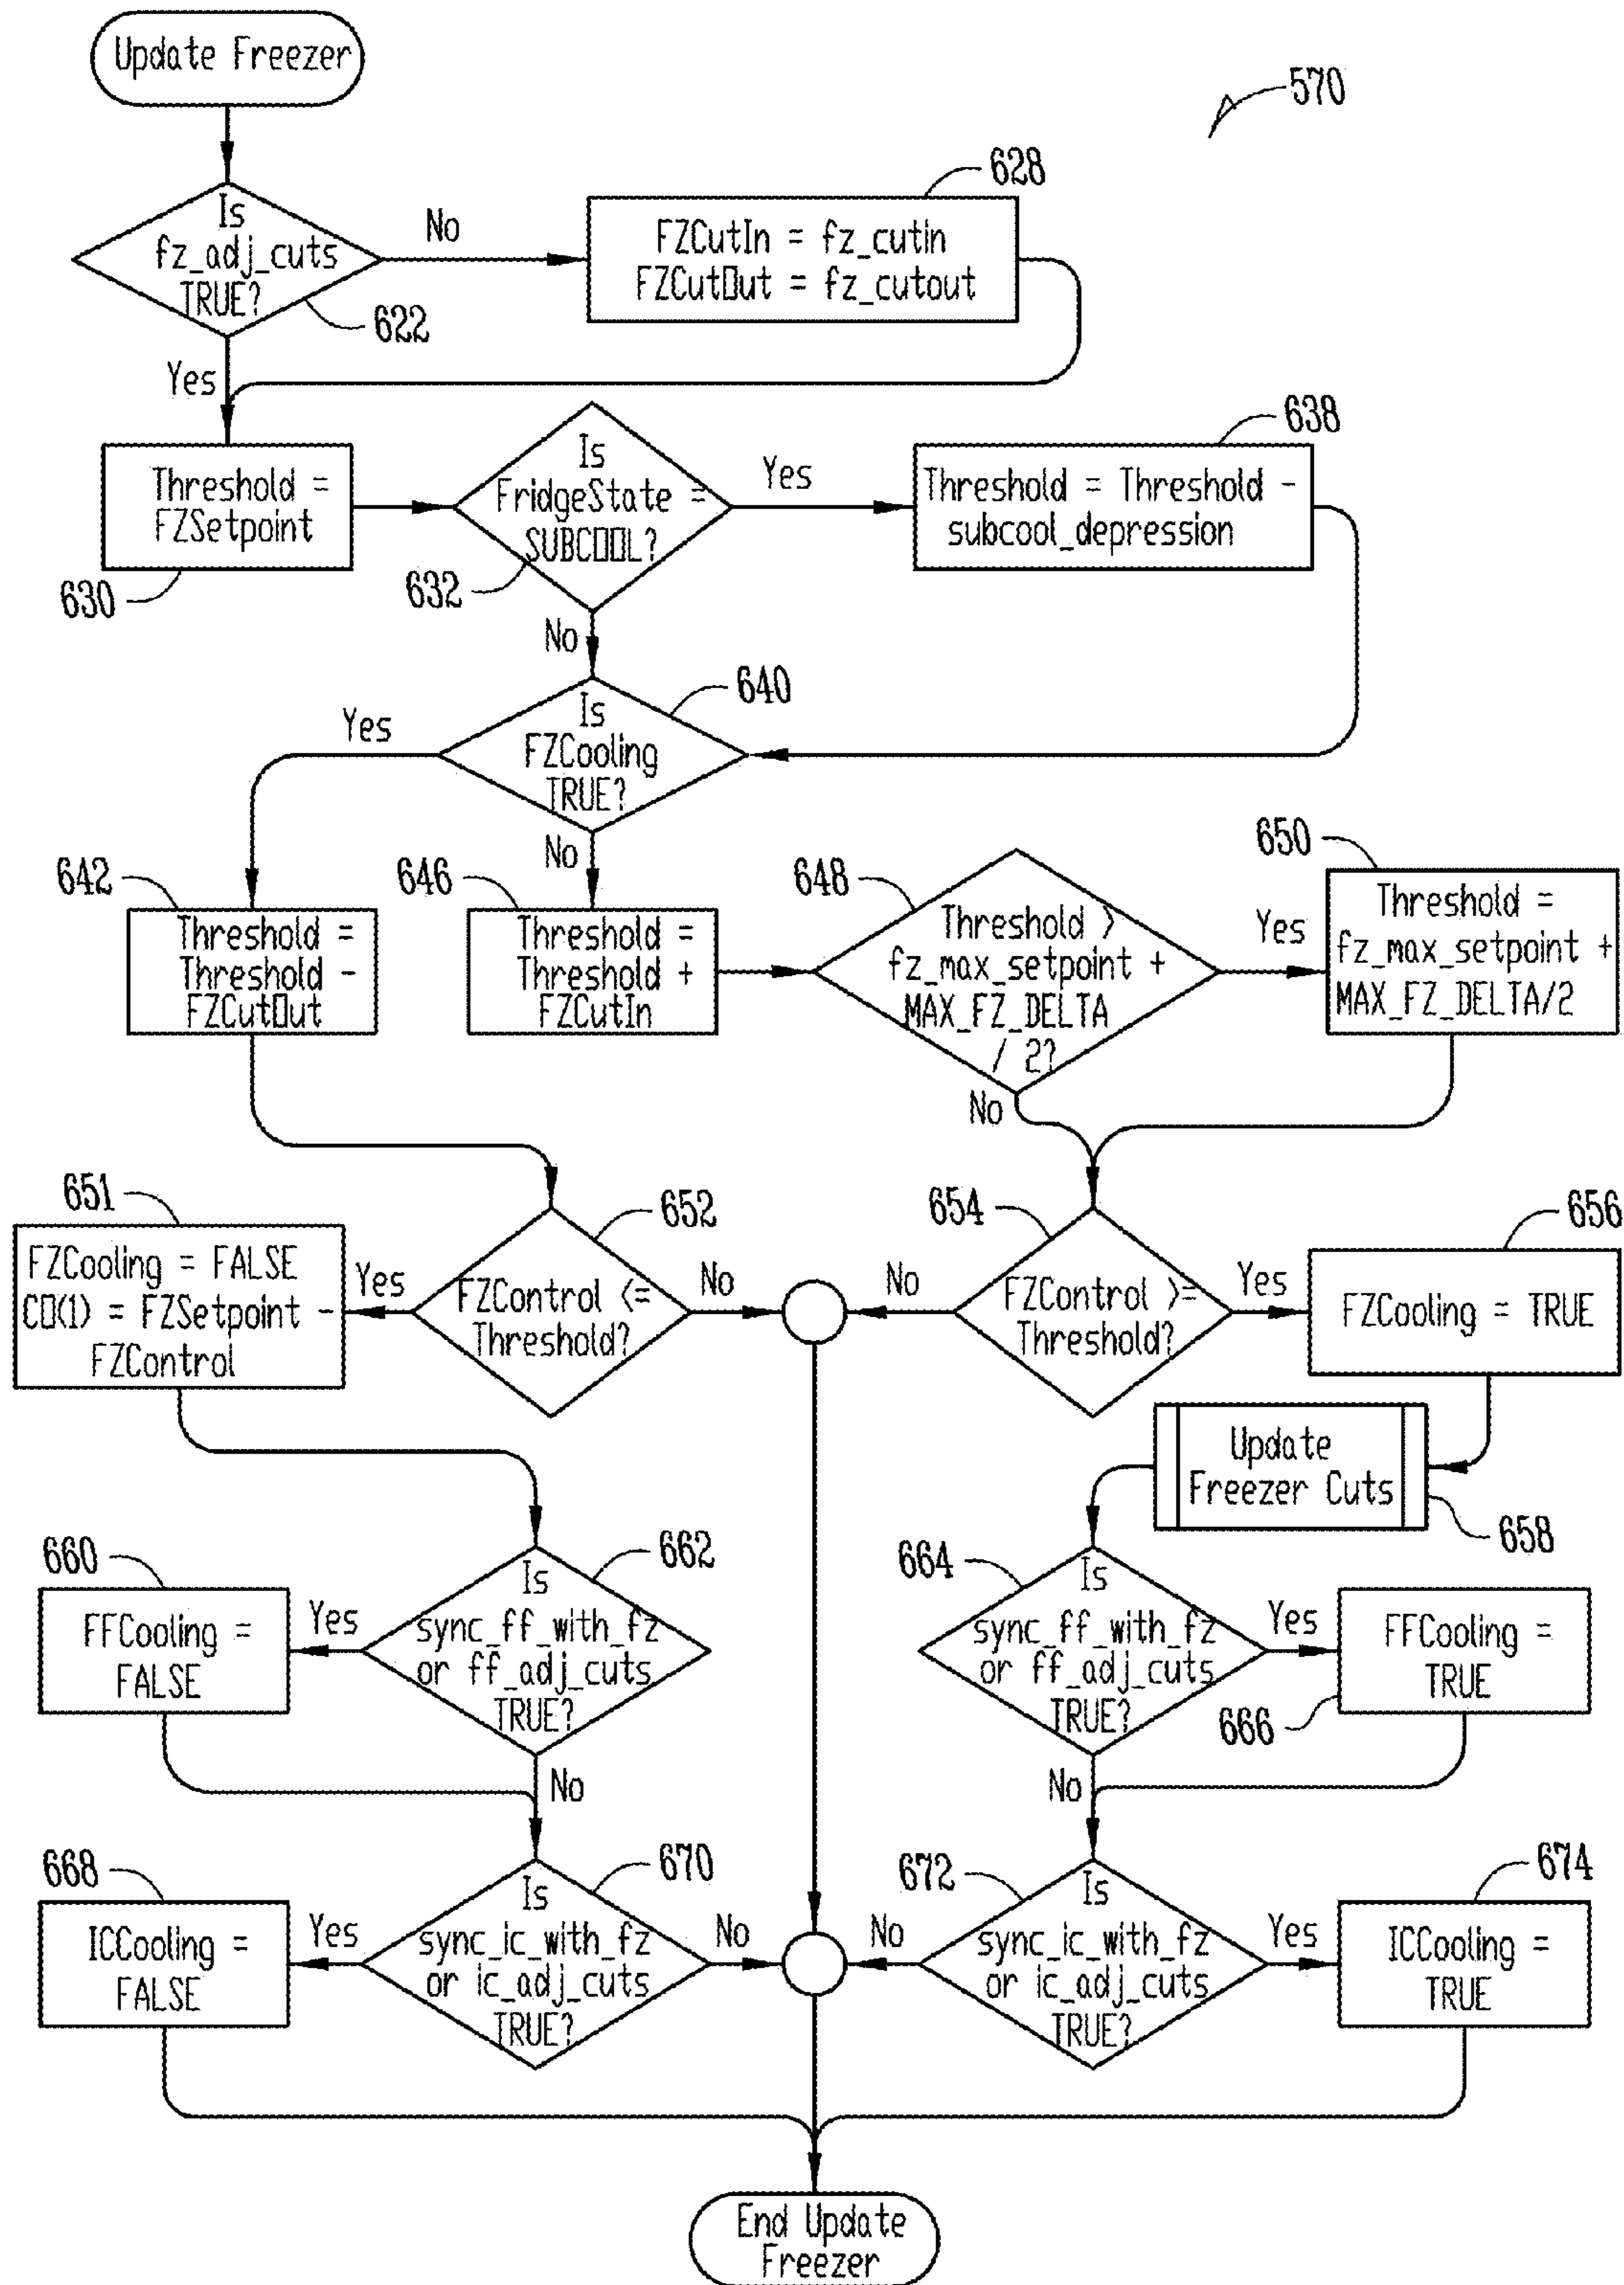 Update Freezer
570
Is
fz_adj_cuts
TRUE?
622
No
628
FZCutIn = fz_cutin
FZCutOut = fz_cutout
Yes
Threshold =
FZSetpoint
630
Is
FridgeState =
SUBCOOL?
632
Yes
638
Threshold = Threshold -
subcool_depression
No
640
Is
FZCooling
TRUE?
Yes
No
642
Threshold =
Threshold -
FZCutOut
646
Threshold =
Threshold +
FZCutIn
648
Threshold >
fz_max_setpoint +
MAX_FZ_DELTA
/ 2?
Yes
650
Threshold =
fz_max_setpoint +
MAX_FZ_DELTA/2
No
651
FZCooling = FALSE
CO(1) = FZSetpoint -
FZControl
Yes
652
FZControl <=
Threshold?
No
No
654
FZControl >=
Threshold?
Yes
656
FZCooling = TRUE
Update
Freezer Cuts
658
660
FFCooling =
FALSE
Yes
662
Is
sync_ff_with_fz
or ff_adj_cuts
TRUE?
No
664
Is
sync_ff_with_fz
or ff_adj_cuts
TRUE?
Yes
FFCooling =
TRUE
666
No
668
ICCooling =
FALSE
Yes
670
Is
sync_ic_with_fz
or ic_adj_cuts
TRUE?
No
No
672
Is
sync_ic_with_fz
or ic_adj_cuts
TRUE?
Yes
674
ICCooling =
TRUE
End Update
Freezer